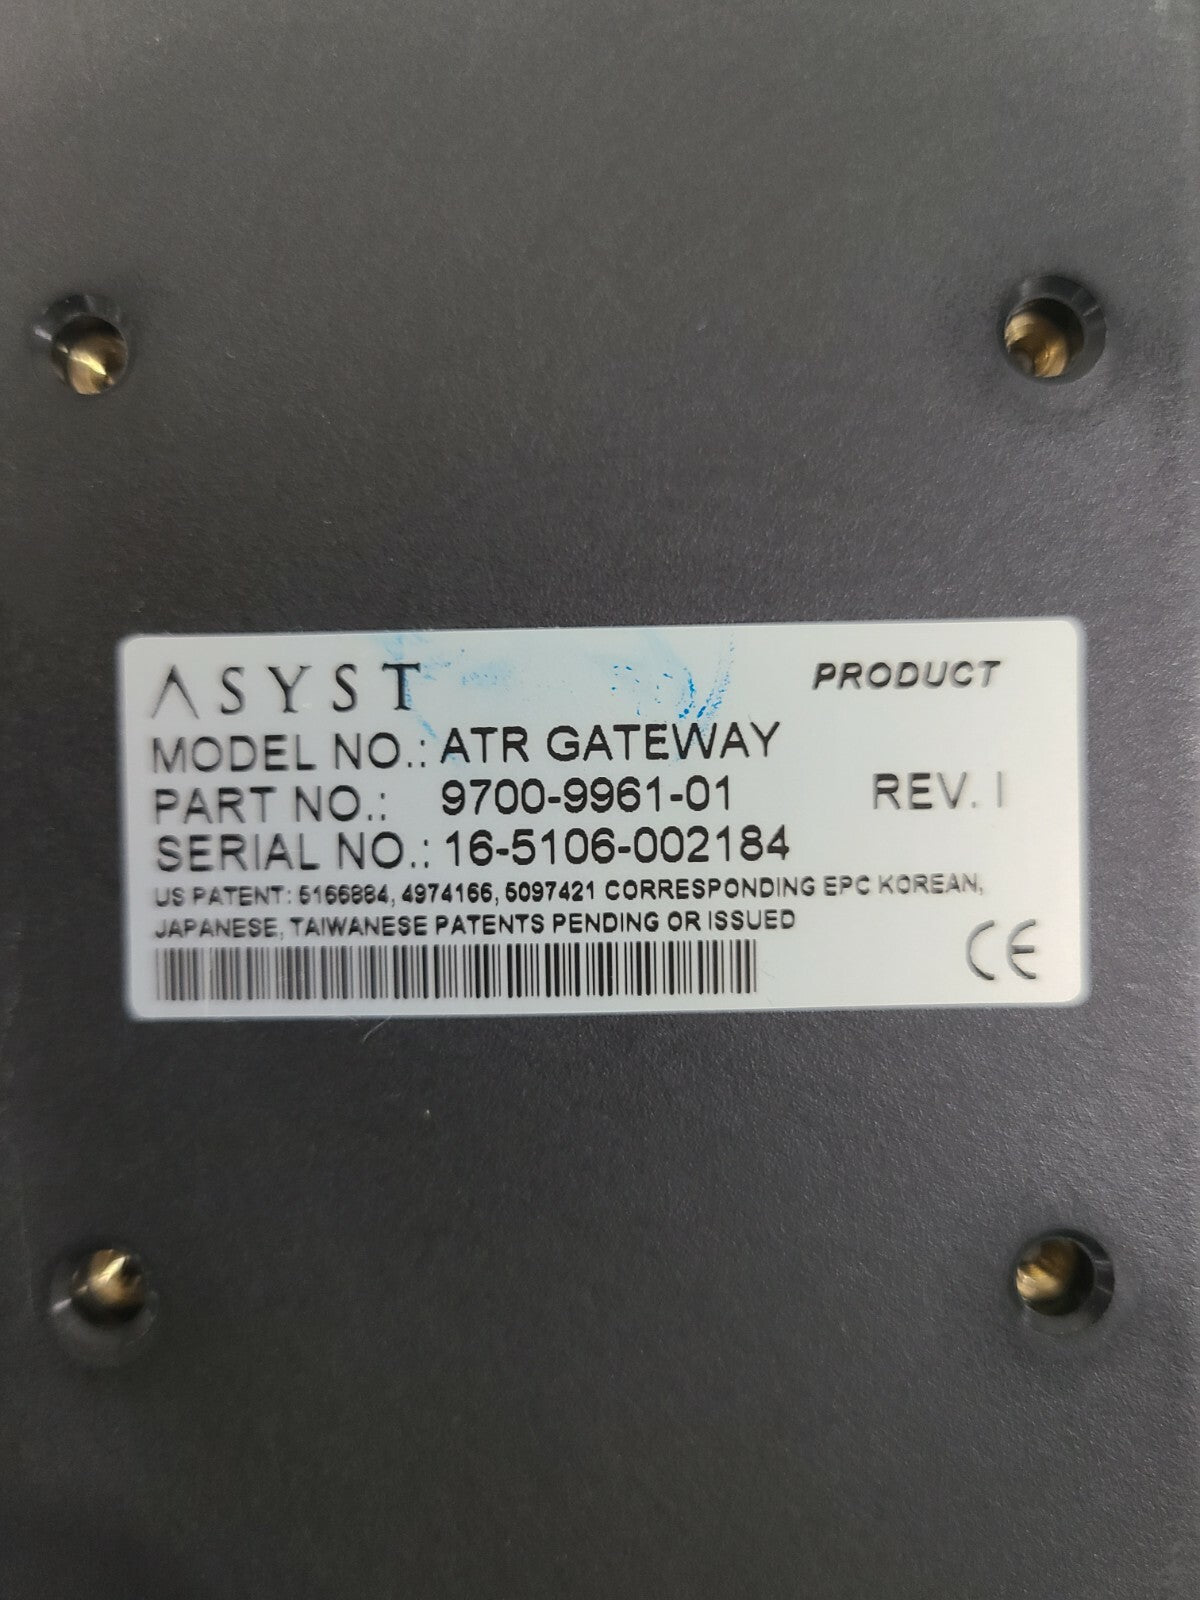 ASYST PRODUCT
MODEL NO.: ATR GATEWAY
PART NO.: 9700-9961-01 REV. I
SERIAL NO.: 16-5106-002184
US PATENT: 5166884, 4974166, 5097421 CORRESPONDING EPC KOREAN,
JAPANESE, TAIWANESE PATENTS PENDING OR ISSUED
CE